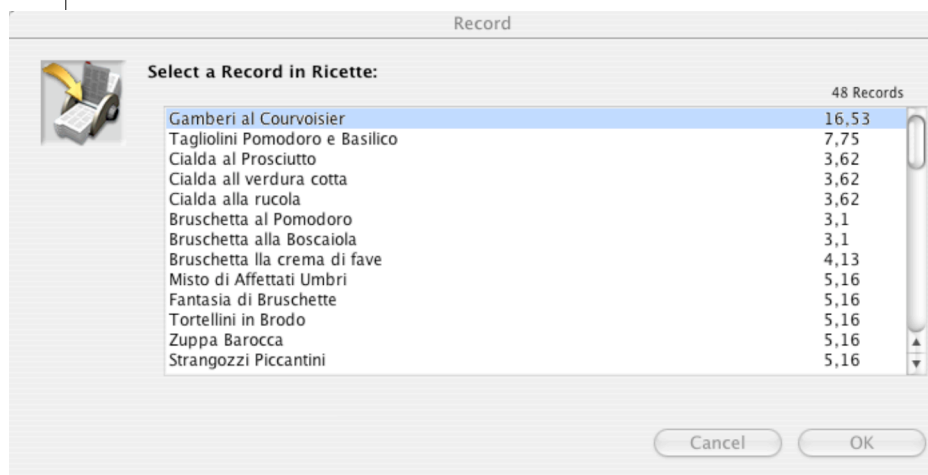 Record
Select a Record in Ricette:
48 Records
Gamberi al Courvoisier 16,53
Tagliolini Pomodoro e Basilico 7,75
Cialda al Prosciutto 3,62
Cialda all verdura cotta 3,62
Cialda alla rucola 3,62
Bruschetta al Pomodoro 3,1
Bruschetta alla Boscaiola 3,1
Bruschetta lla crema di fave 4,13
Misto di Affettati Umbri 5,16
Fantasia di Bruschette 5,16
Tortellini in Brodo 5,16
Zuppa Barocca 5,16
Strangozzi Piccantini 5,16
Cancel OK